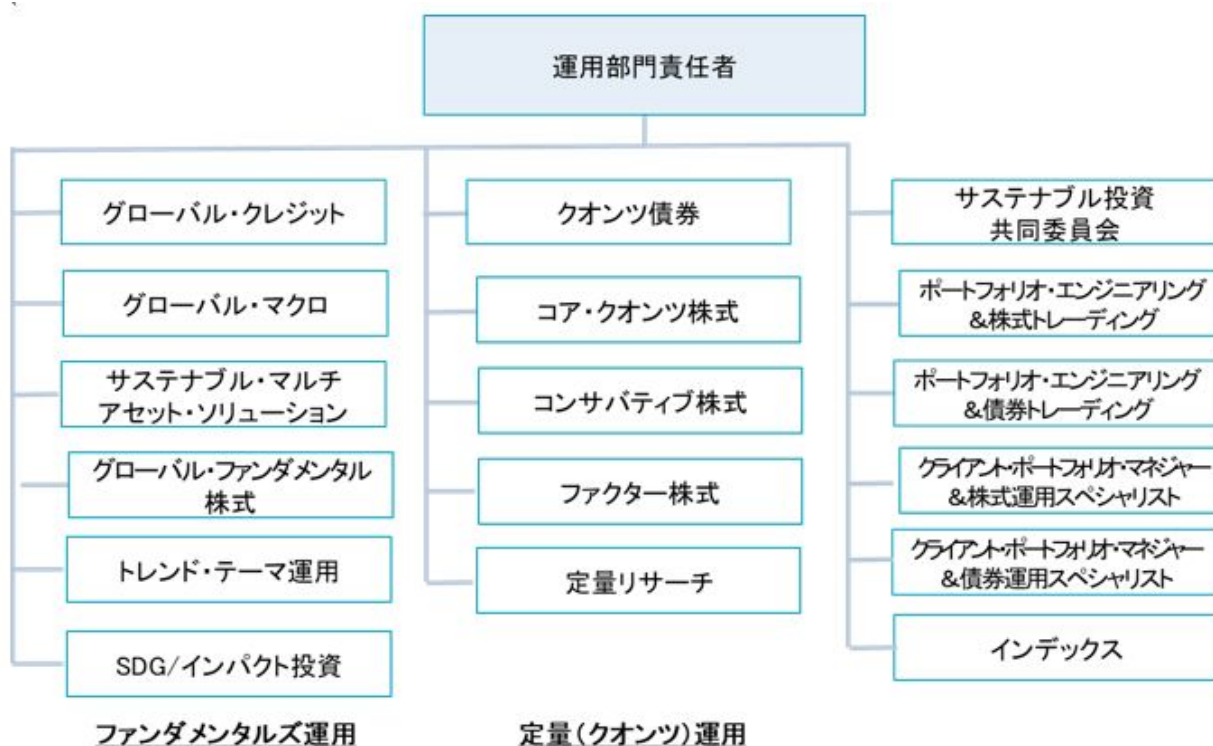 運用部門責任者
グローバル・クレジット
グローバル・マクロ
サステナブル・マルチ
アセット・ソリューション
グローバル・ファンダメンタル
株式
トレンド・テーマ運用
SDG/インパクト投資
ファンダメンタルズ運用
クオンツ債券
コア・クオンツ株式
コンサバティブ株式
ファクター株式
定量リサーチ
定量(クオンツ)運用
サステナブル投資
共同委員会
ポートフォリオ・エンジニアリング
&株式トレーディング
ポートフォリオ・エンジニアリング
&債券トレーディング
クライアント・ポートフォリオ・マネジャー
&株式運用スペシャリスト
クライアント・ポートフォリオ・マネジャー
&債券運用スペシャリスト
インデックス